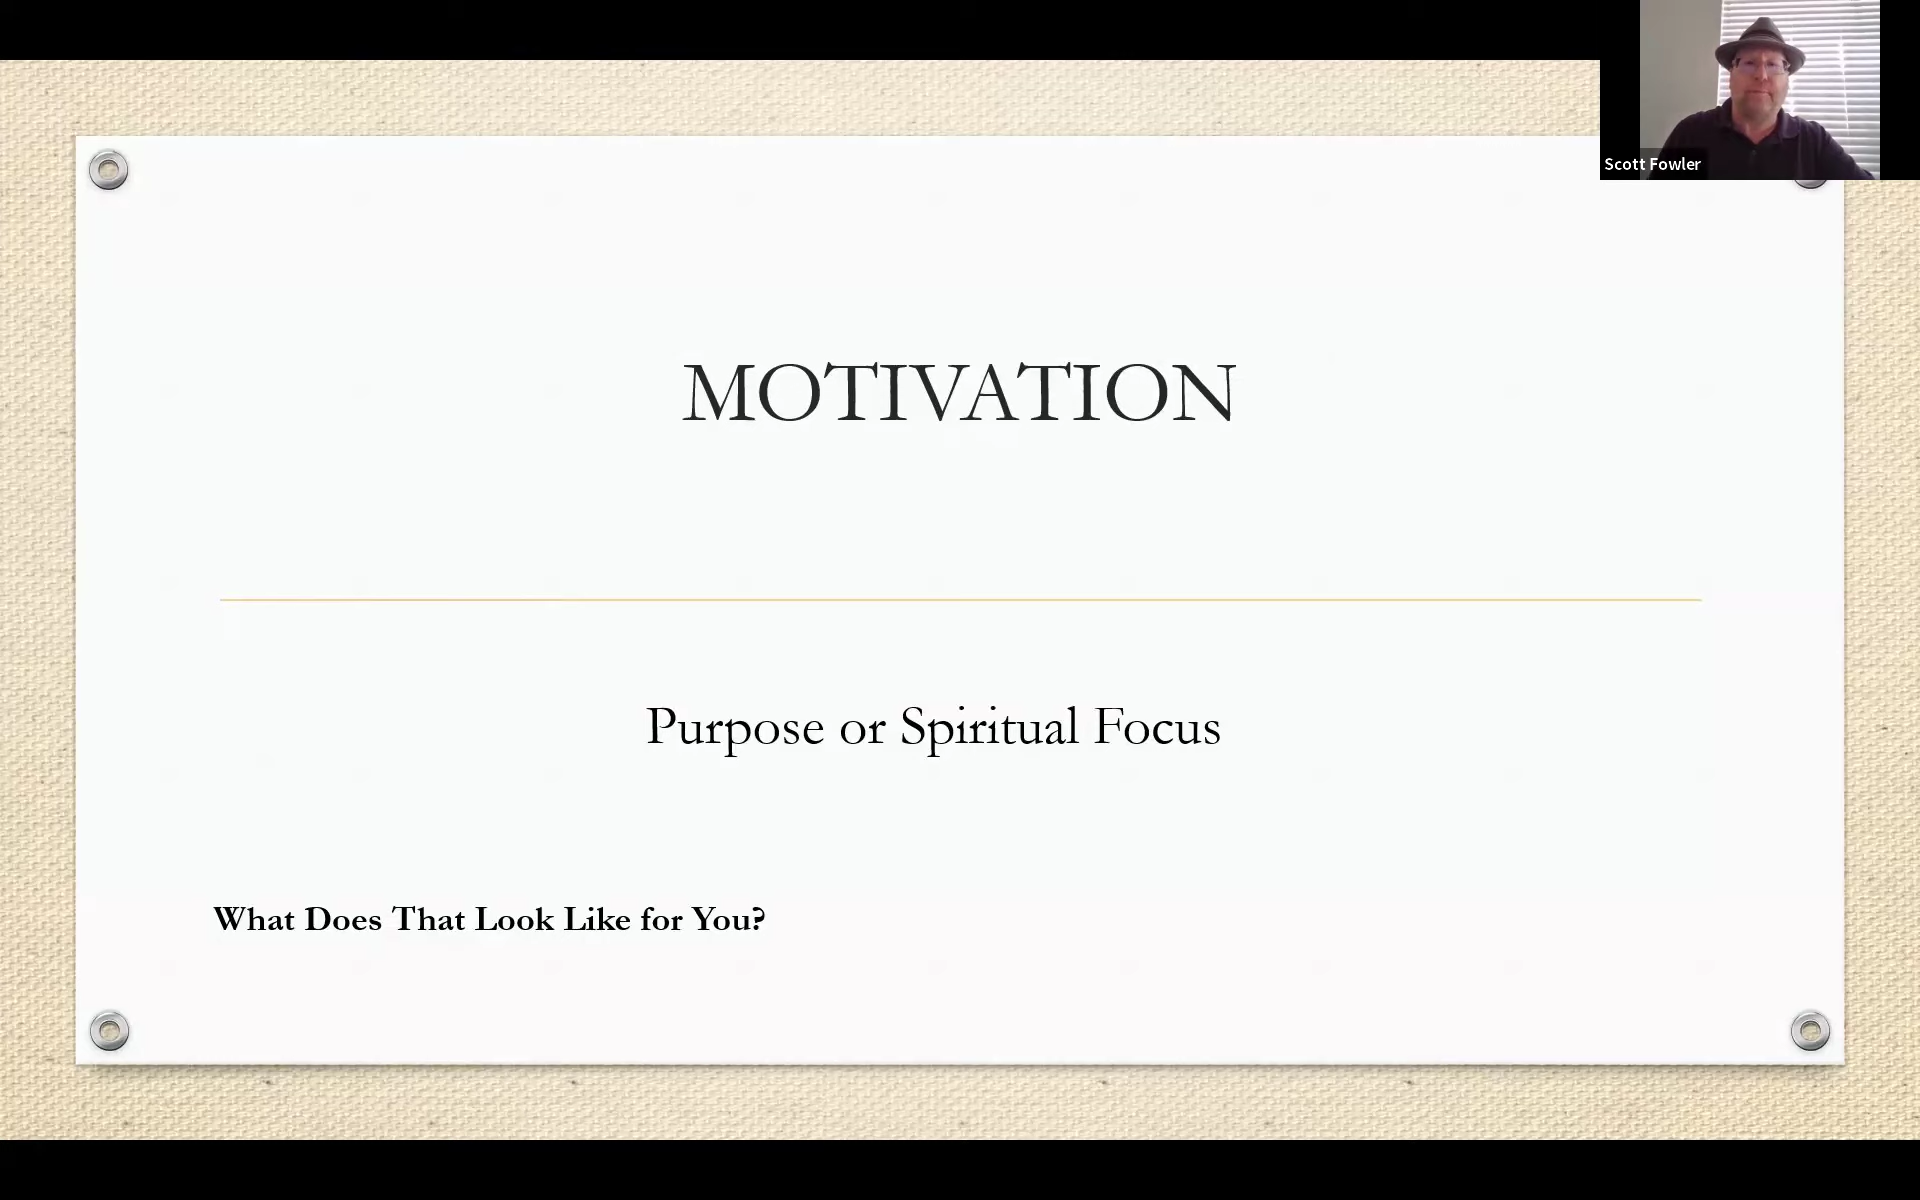 Scott Fowler
MOTIVATION
Purpose or Spiritual Focus
What Does That Look Like for You?